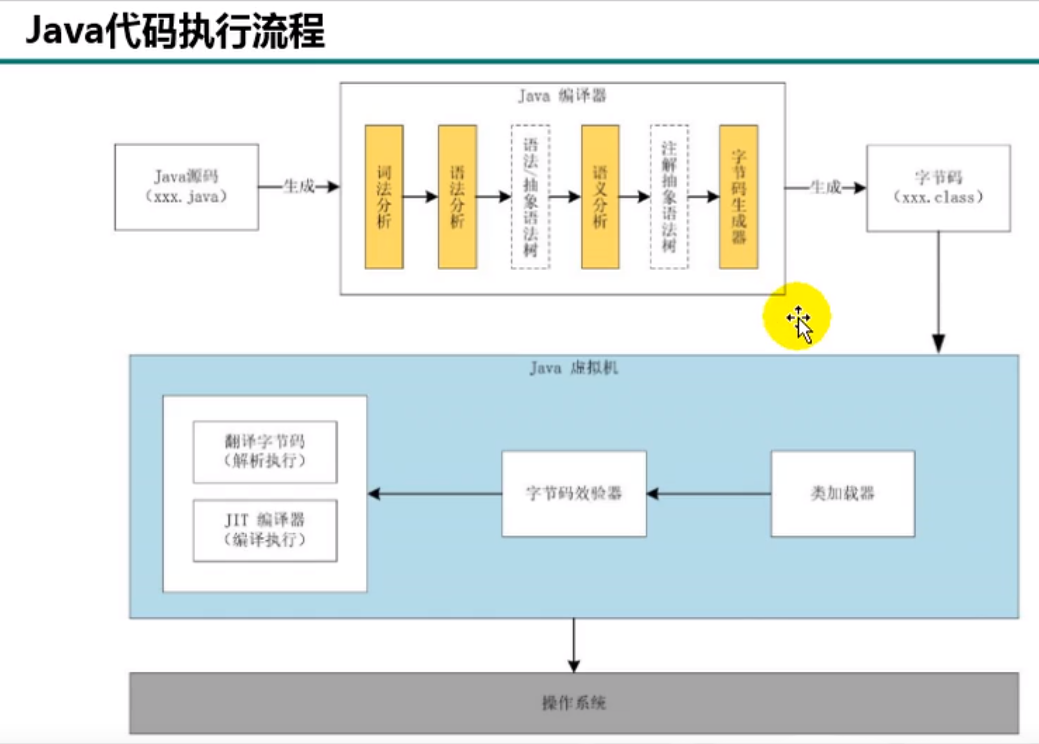 Java代码执行流程
Java 编译器
Java源码
（xxx.java）
生成
词法分析
语法分析
语法/抽象语法树
语义分析
注解抽象语法树
字节码生成器
生成
字节码
（xxx.class）
Java 虚拟机
翻译字节码
（解析执行）
JIT 编译器
（编译执行）
字节码效验器
类加载器
操作系统